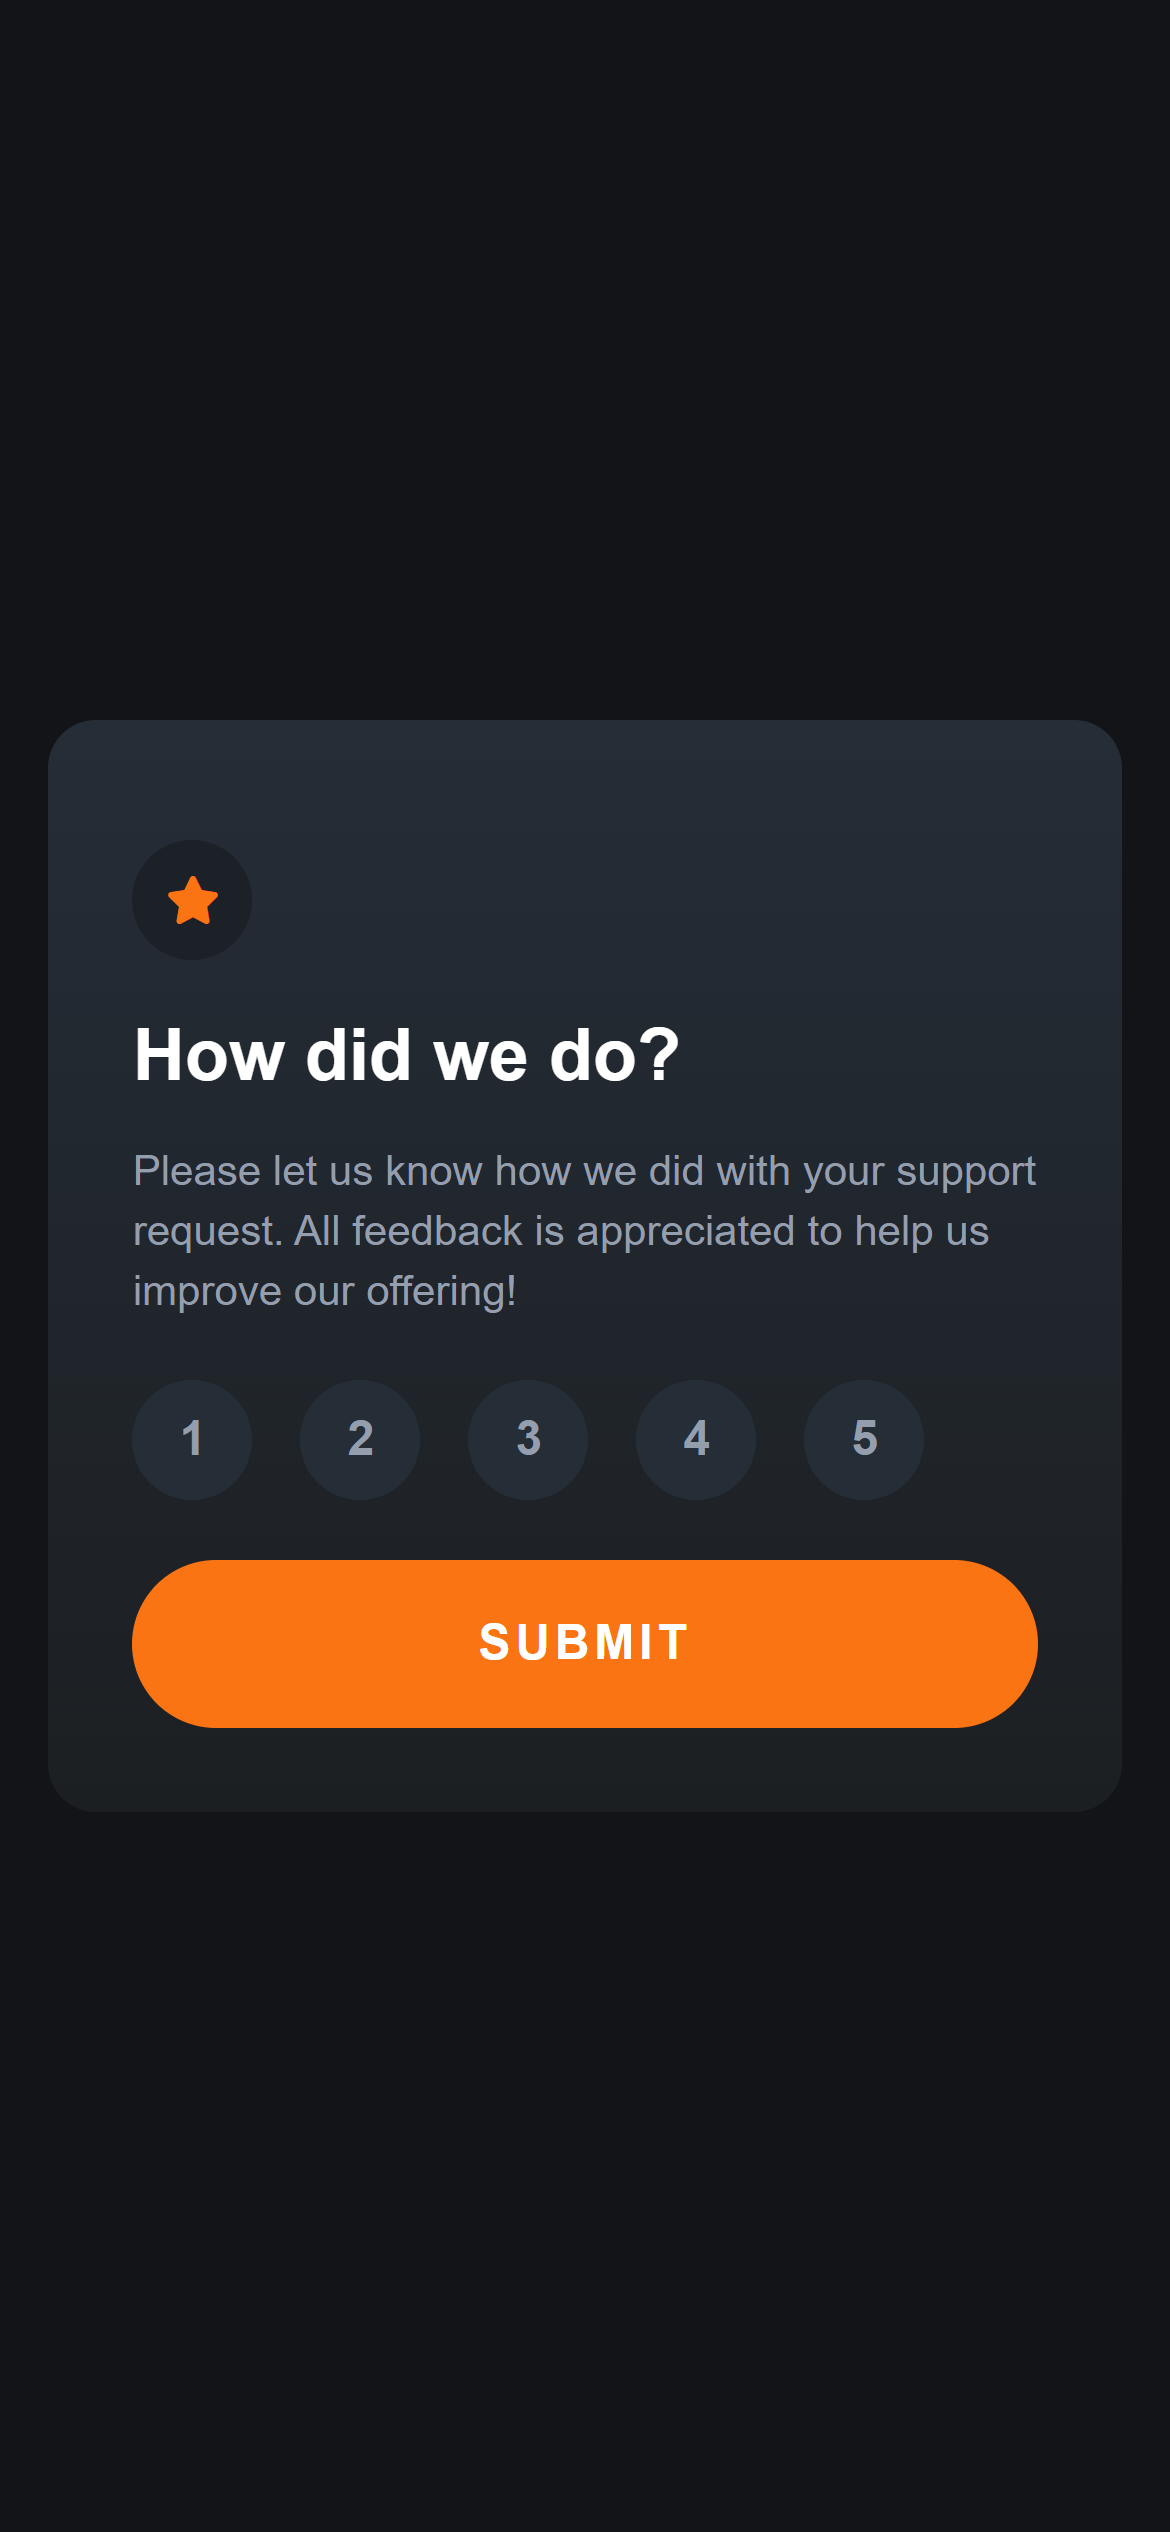 How did we do?
Please let us know how we did with your support
request. All feedback is appreciated to help us
improve our offering!
1 2 3 4 5
SUBMIT